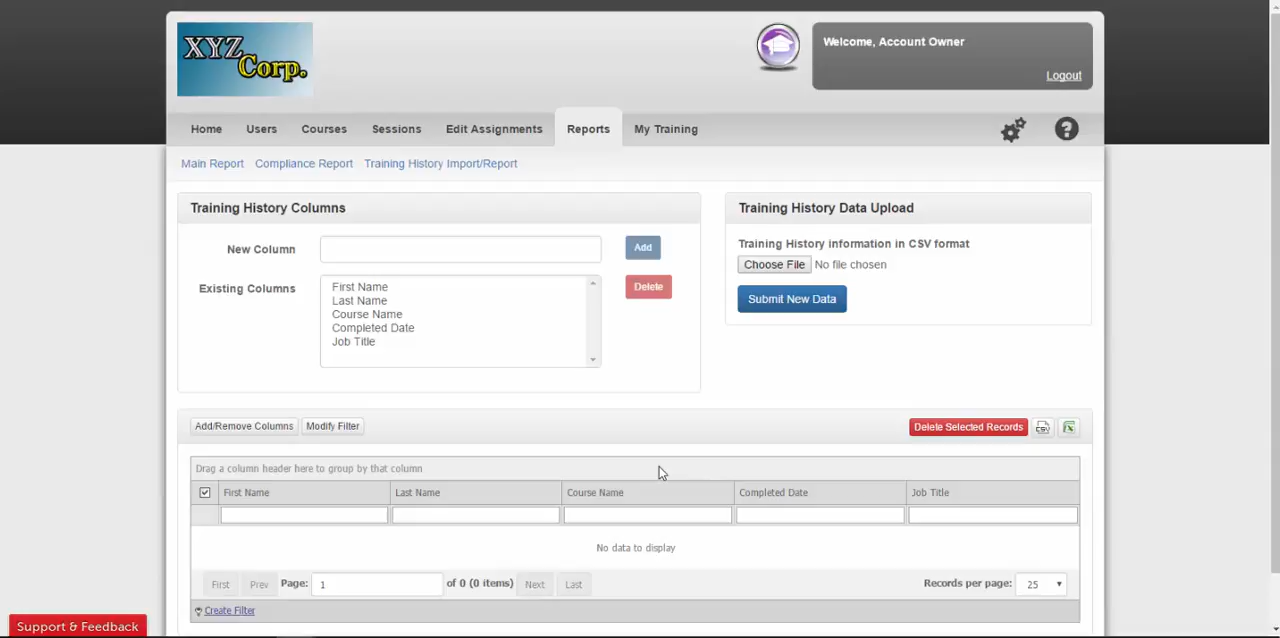 XYZ
Corp.
Welcome, Account Owner
Logout
Home Users Courses Sessions Edit Assignments Reports My Training
?
Main Report Compliance Report Training History Import/Report
Training History Columns
New Column Add
Existing Columns
First Name
Last Name
Course Name
Completed Date
Job Title
Delete
Training History Data Upload
Training History information in CSV format
Choose File No file chosen
Submit New Data
Add/Remove Columns Modify Filter Delete Selected Records CSV X
Drag a column header here to group by that column
First Name Last Name Course Name Completed Date Job Title
No data to display
First Prev Page: 1 of 0 (0 items) Next Last Records per page: 25
Create Filter
Support & Feedback